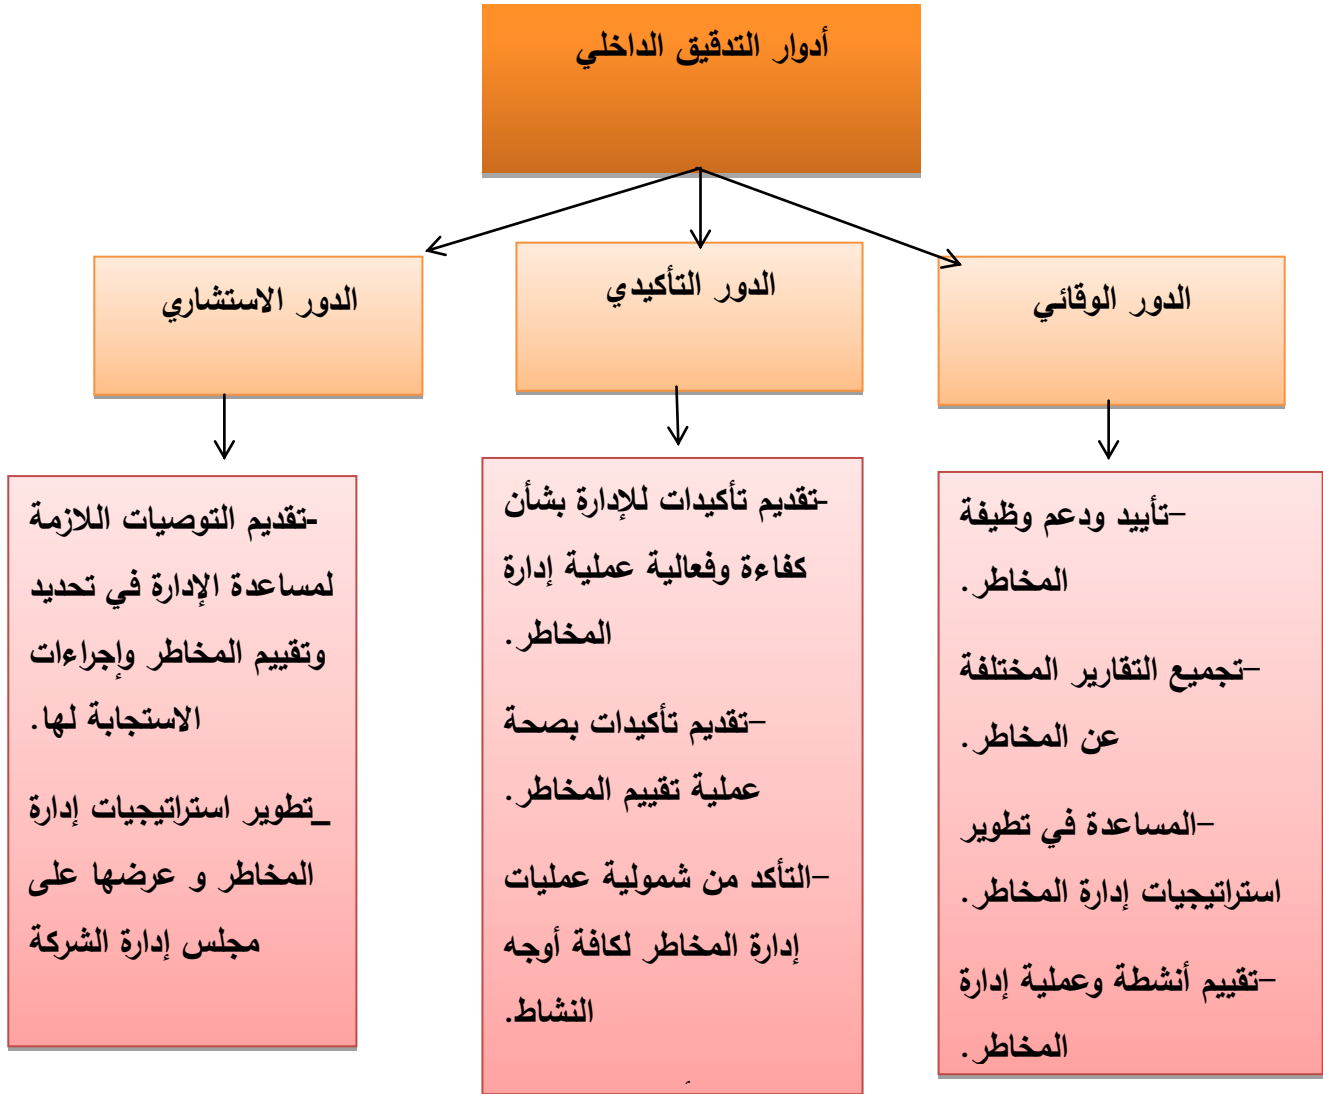 أدوار التدقيق الداخلي
الدور الوقائي
الدور التأكيدي
الدور الاستشاري
–تأييد ودعم وظيفة
المخاطر.
–تجميع التقارير المختلفة
عن المخاطر.
–المساعدة في تطوير
استراتيجيات إدارة المخاطر.
–تقييم أنشطة وعملية إدارة
المخاطر.
-تقديم تأكيدات للإدارة بشأن
كفاءة وفعالية عملية إدارة
المخاطر.
–تقديم تأكيدات بصحة
عملية تقييم المخاطر.
–التأكد من شمولية عمليات
إدارة المخاطر لكافة أوجه
النشاط.
-تقديم التوصيات اللازمة
لمساعدة الإدارة في تحديد
وتقييم المخاطر وإجراءات
الاستجابة لها.
_تطوير استراتيجيات إدارة
المخاطر و عرضها على
مجلس إدارة الشركة